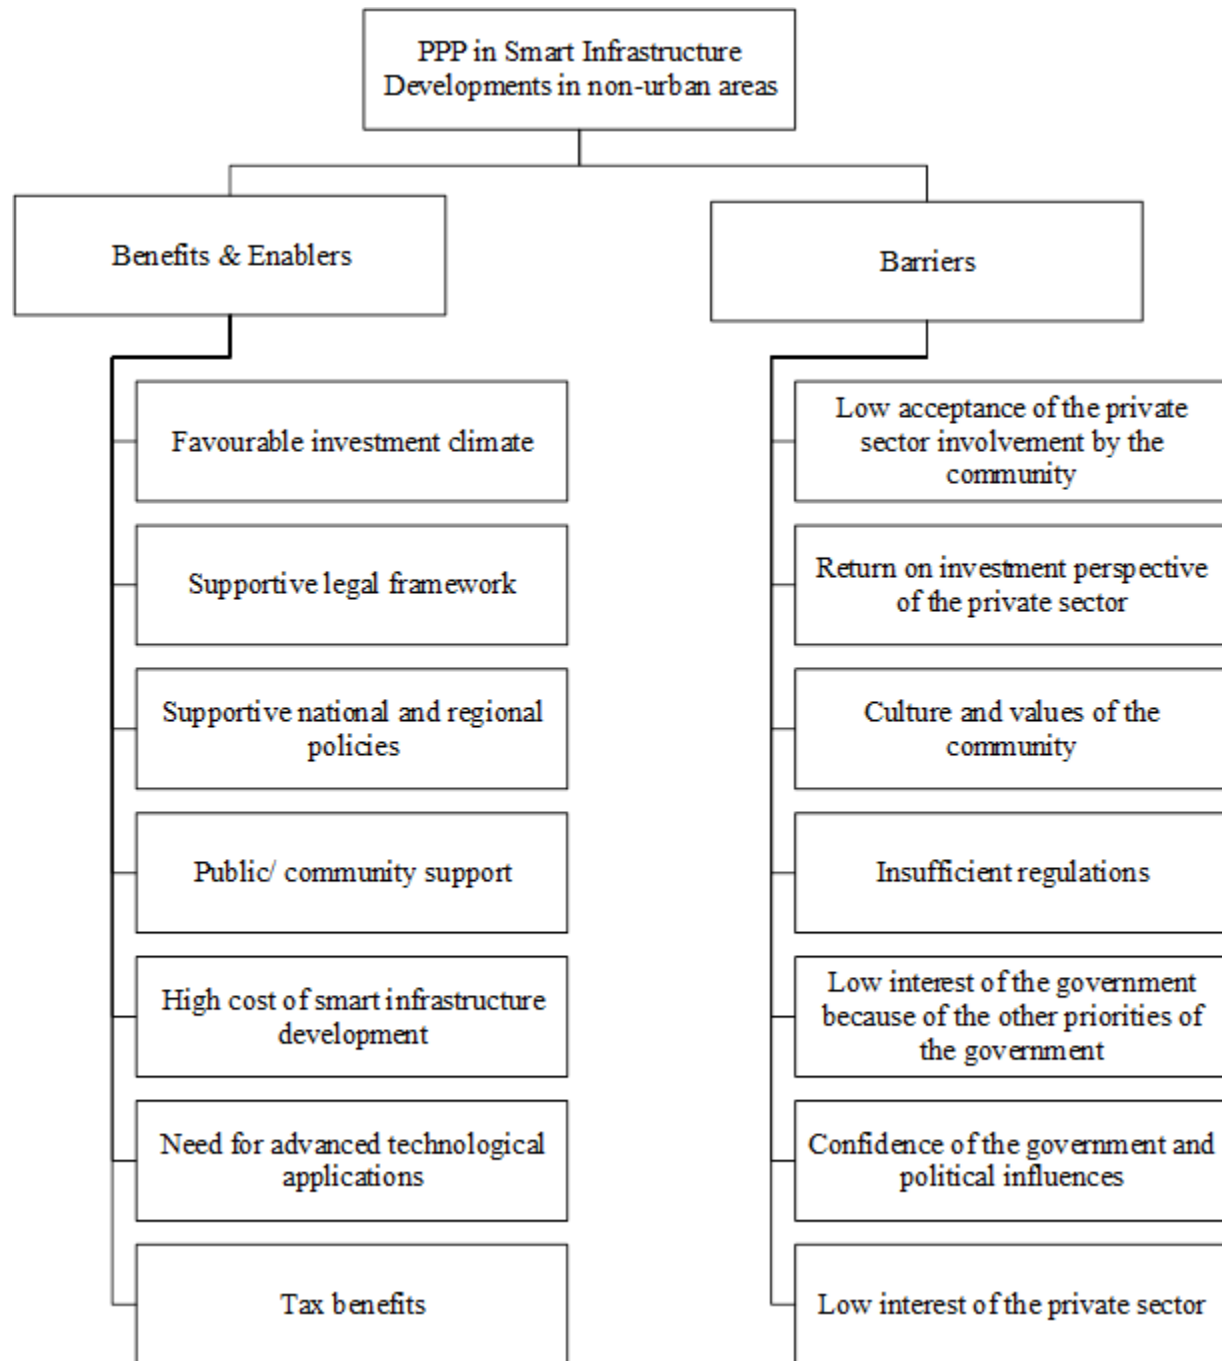 PPP in Smart Infrastructure
Developments in non-urban areas
Benefits & Enablers
Barriers
Favourable investment climate
Supportive legal framework
Supportive national and regional
policies
Public/ community support
High cost of smart infrastructure
development
Need for advanced technological
applications
Tax benefits
Low acceptance of the private
sector involvement by the
community
Return on investment perspective
of the private sector
Culture and values of the
community
Insufficient regulations
Low interest of the government
because of the other priorities of
the government
Confidence of the government and
political influences
Low interest of the private sector